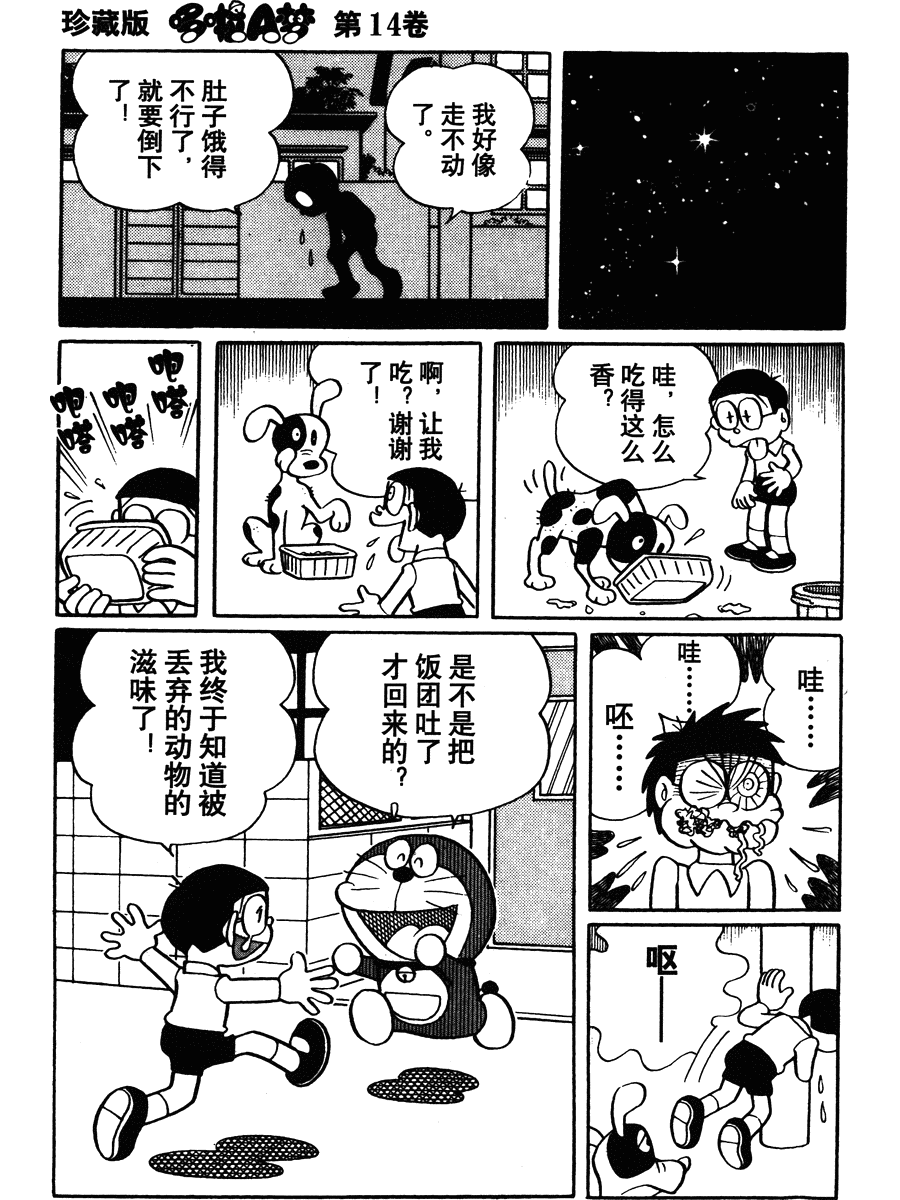 珍藏版 哆啦A梦 第14卷
我好像
走不动
了。
肚子饿得
不行了，
就要倒下
了！
哇，怎么
吃得这么
香？
啊，让我
吃？谢谢
了！
吧嗒
吧嗒
吧嗒
哇……
哇……
呸……
呕——
是不是把
饭团吐了
才回来的？
我终于知道被
丢弃的动物的
滋味了！